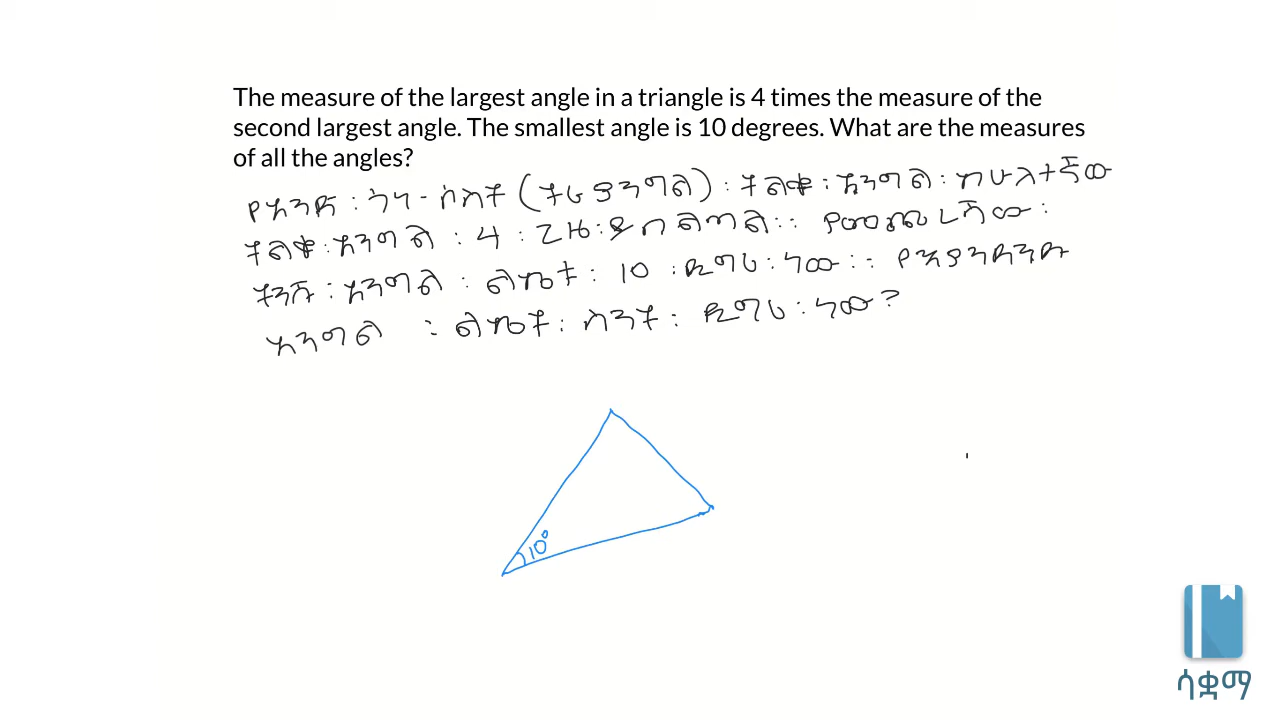 The measure of the largest angle in a triangle is 4 times the measure of the
second largest angle. The smallest angle is 10 degrees. What are the measures
of all the angles?
የአንድ ፡ ጎነ - ሶስት ( ትራያንግል ) ፡ ትልቁ ፡ አንግል ፡ ከሁለተኛው
ትልቁ ፡ አንግል ፡ 4 ፡ ጊዜ ፡ ይበልጣል ፡፡ የመጨረሻው ፡
ትንሹ ፡ አንግል ፡ ልኬት ፡ 10 ፡ ዲግሪ ፡ ነው ፡፡ የእያንዳንዱ
አንግል ፡ ልኬት ፡ ስንት ፡ ዲግሪ ፡ ነው ?
10°
ሳቋማ